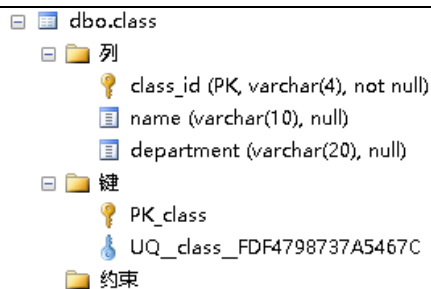 dbo.class
列
class_id (PK, varchar(4), not null)
name (varchar(10), null)
department (varchar(20), null)
键
PK_class
UQ__class__FDF4798737A5467C
约束